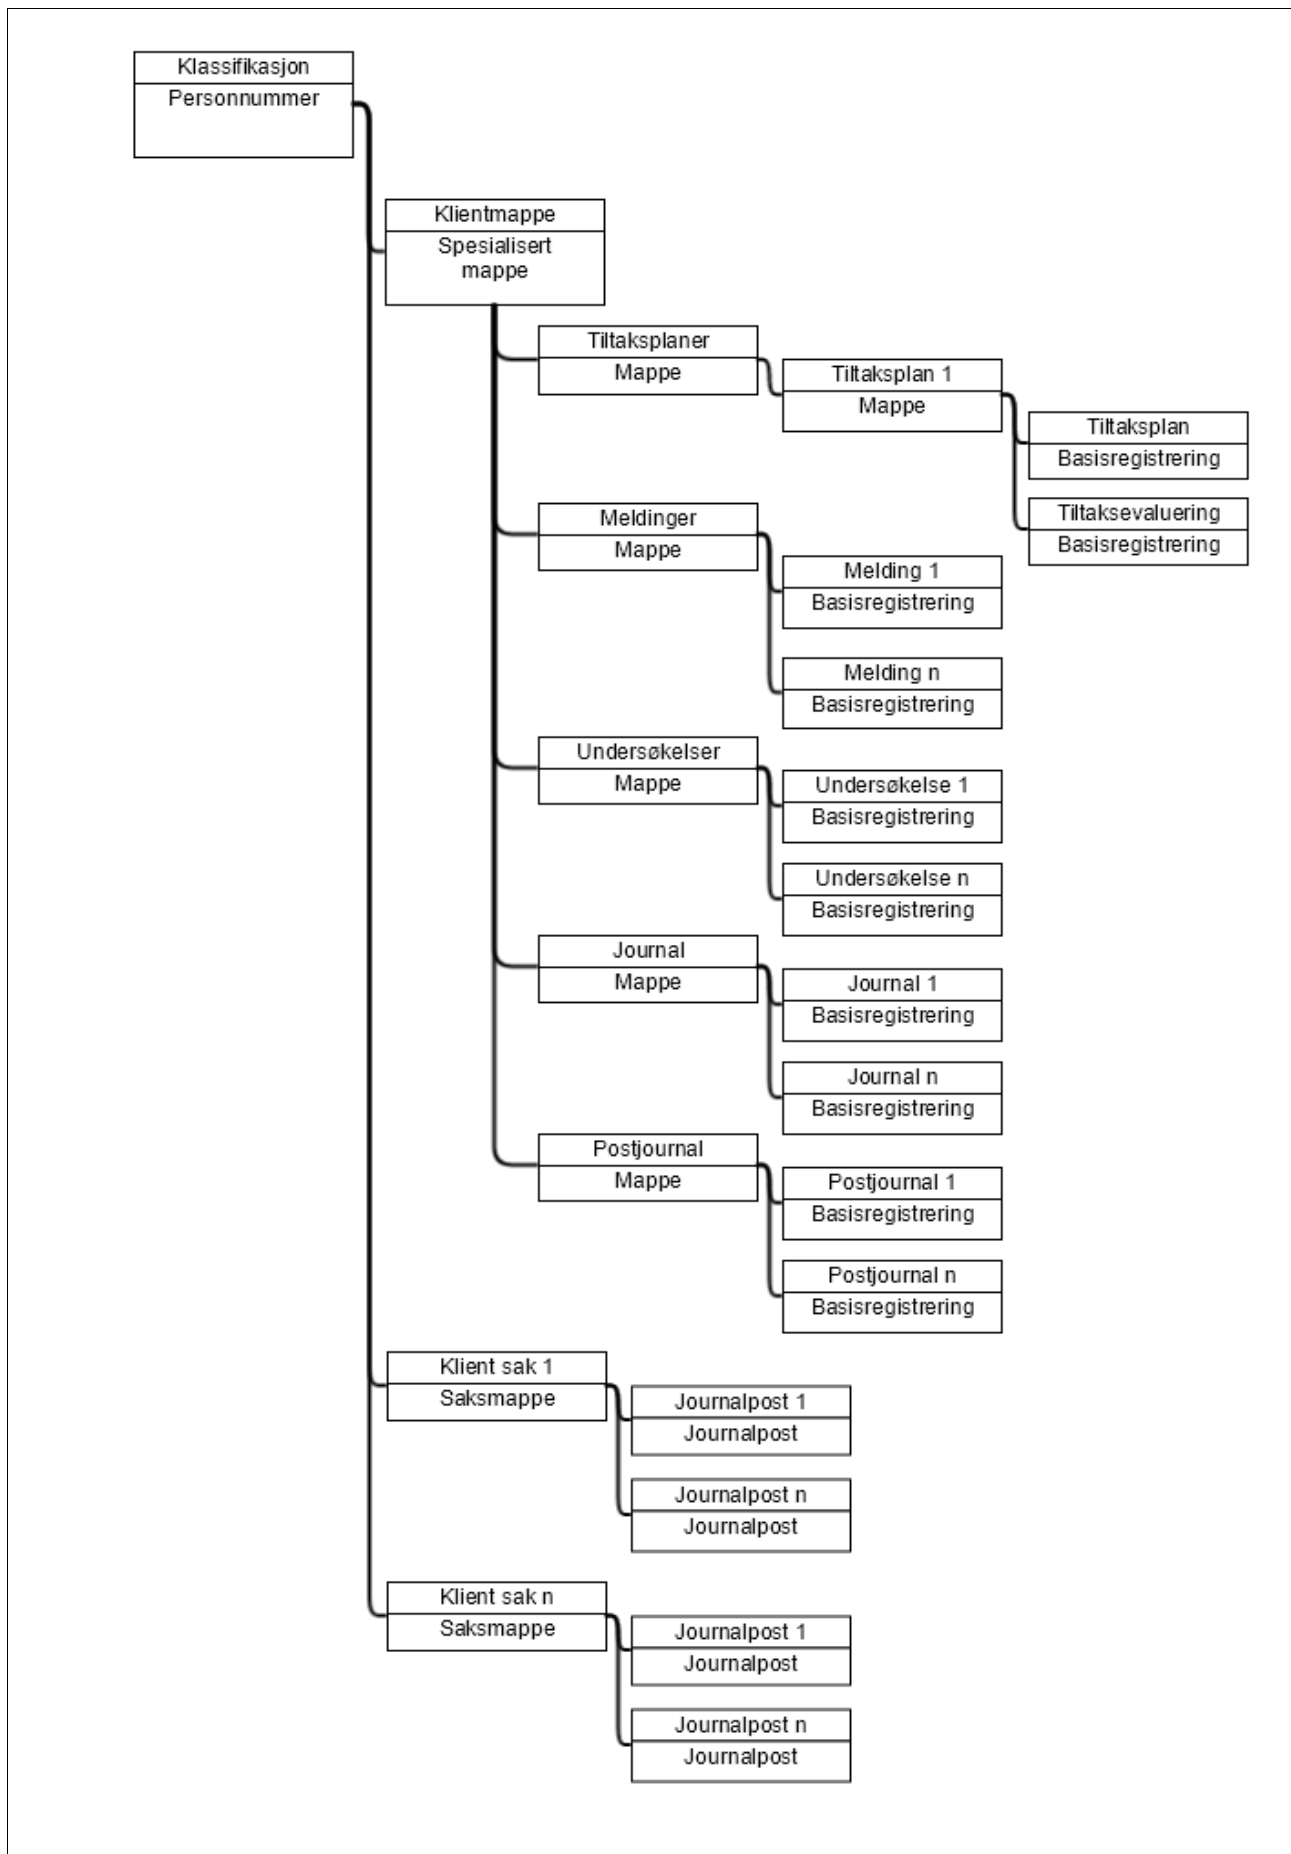 Klassifikasjon
Personnummer
Klientmappe
Spesialisert
mappe
Tiltaksplaner
Mappe
Tiltaksplan 1
Mappe
Tiltaksplan
Basisregistrering
Tiltaksevaluering
Basisregistrering
Meldinger
Mappe
Melding 1
Basisregistrering
Melding n
Basisregistrering
Undersøkelser
Mappe
Undersøkelse 1
Basisregistrering
Undersøkelse n
Basisregistrering
Journal
Mappe
Journal 1
Basisregistrering
Journal n
Basisregistrering
Postjournal
Mappe
Postjournal 1
Basisregistrering
Postjournal n
Basisregistrering
Klient sak 1
Saksmappe
Journalpost 1
Journalpost
Journalpost n
Journalpost
Klient sak n
Saksmappe
Journalpost 1
Journalpost
Journalpost n
Journalpost